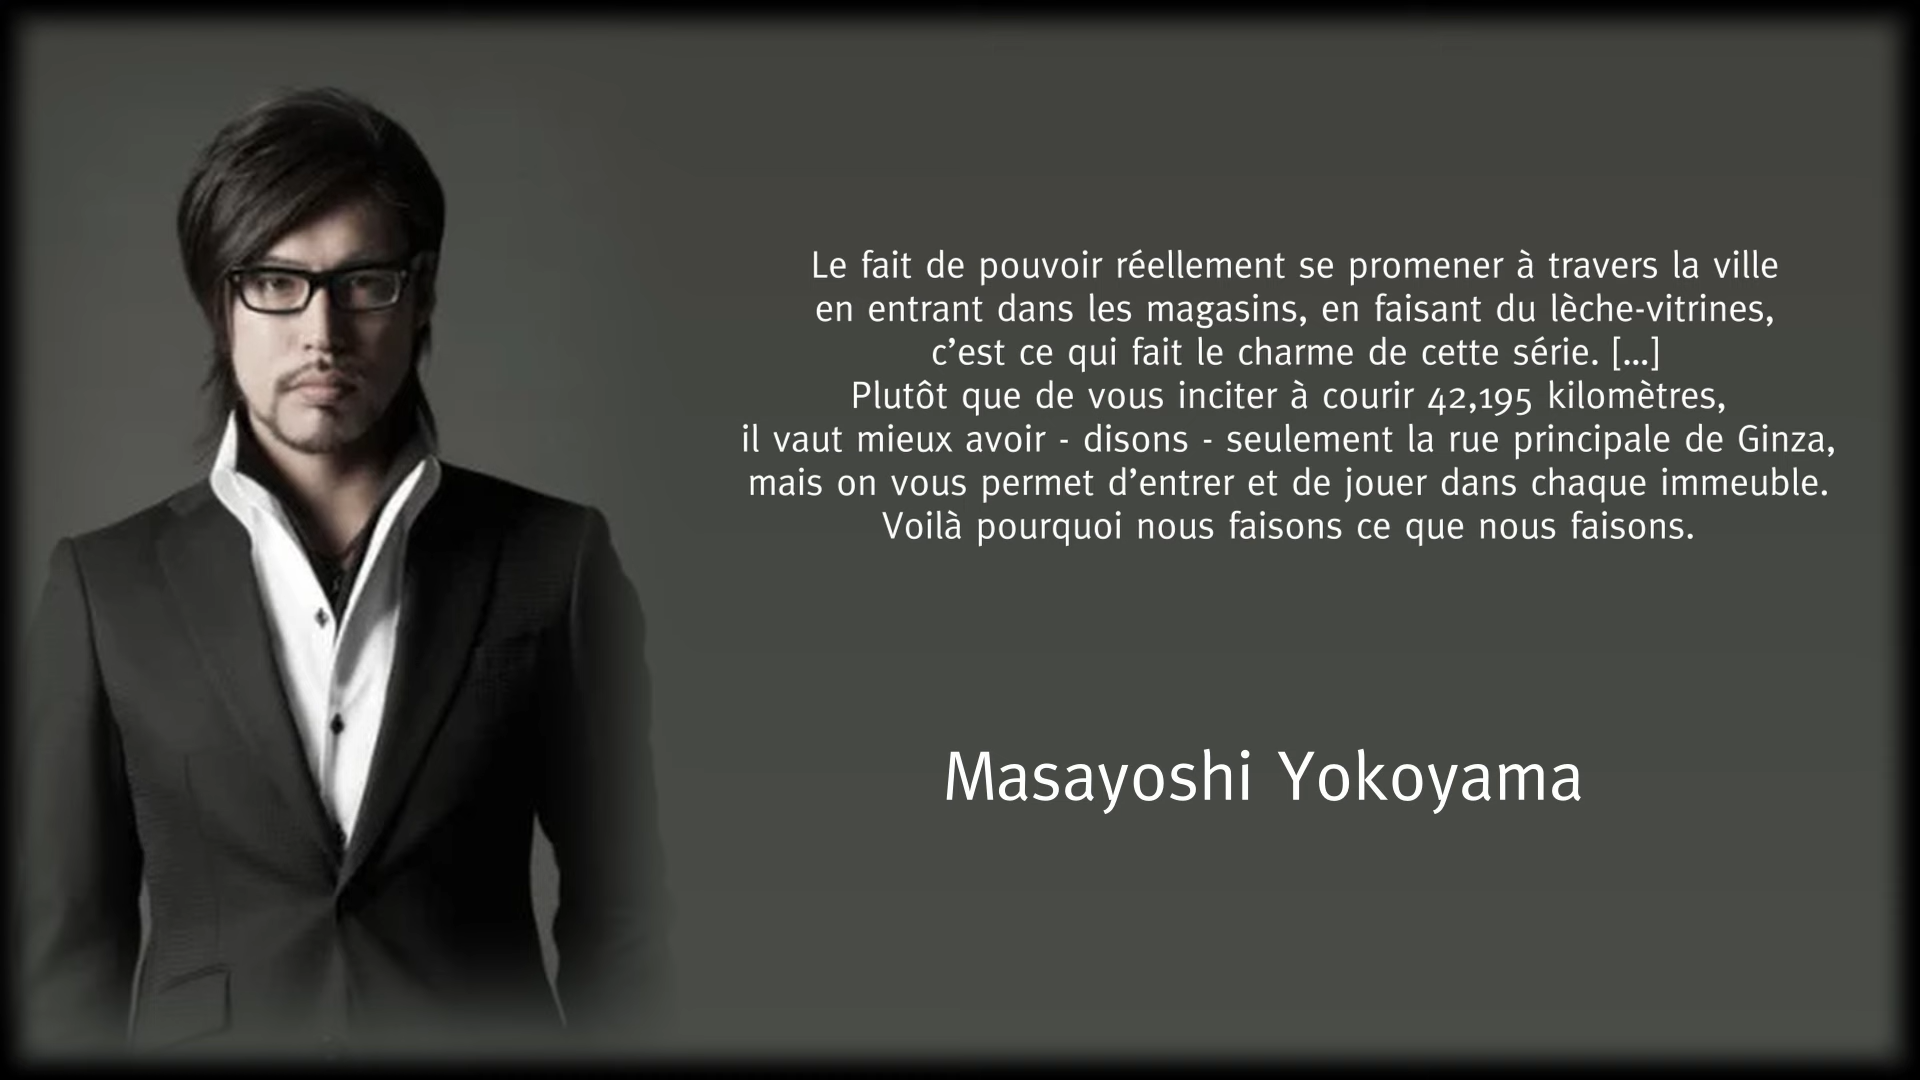 Le fait de pouvoir réellement se promener à travers la ville
en entrant dans les magasins, en faisant du lèche-vitrines,
c’est ce qui fait le charme de cette série. [...]
Plutôt que de vous inciter à courir 42,195 kilomètres,
il vaut mieux avoir - disons - seulement la rue principale de Ginza,
mais on vous permet d’entrer et de jouer dans chaque immeuble.
Voilà pourquoi nous faisons ce que nous faisons.
Masayoshi Yokoyama